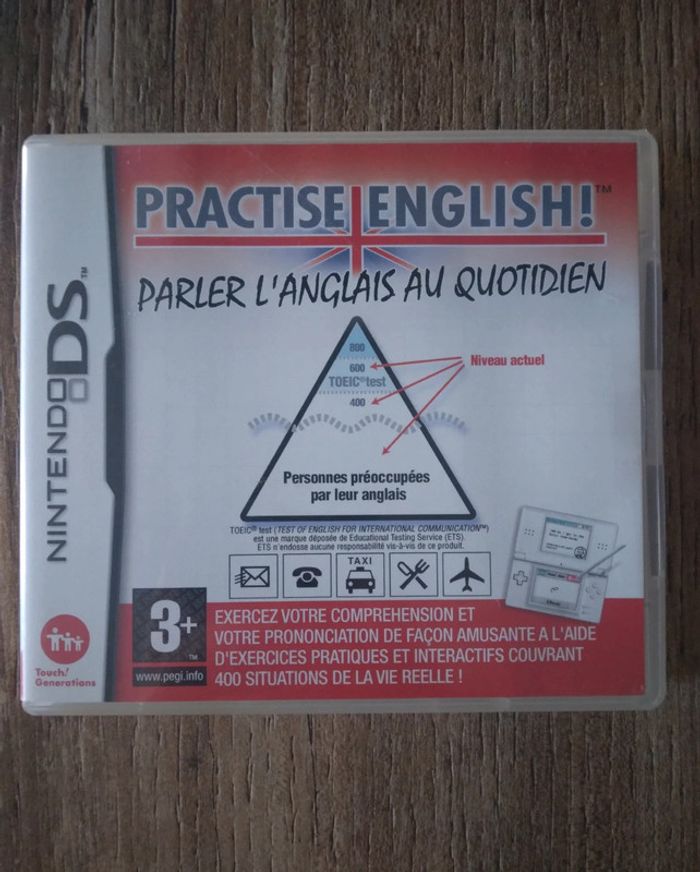 PRACTISE ENGLISH!™
PARLER L'ANGLAIS AU QUOTIDIEN
NINTENDO DS™
800
600
TOEIC® test
400
Niveau actuel
Personnes préoccupées
par leur anglais
TOEIC® test (TEST OF ENGLISH FOR INTERNATIONAL COMMUNICATION™)
est une marque déposée de Educational Testing Service (ETS).
ETS n'endosse aucune responsabilité vis-à-vis de ce produit.
TAXI
3+
TM
www.pegi.info
EXERCEZ VOTRE COMPREHENSION ET
VOTRE PRONONCIATION DE FAÇON AMUSANTE A L'AIDE
D'EXERCICES PRATIQUES ET INTERACTIFS COUVRANT
400 SITUATIONS DE LA VIE REELLE !
Touch!
Generations